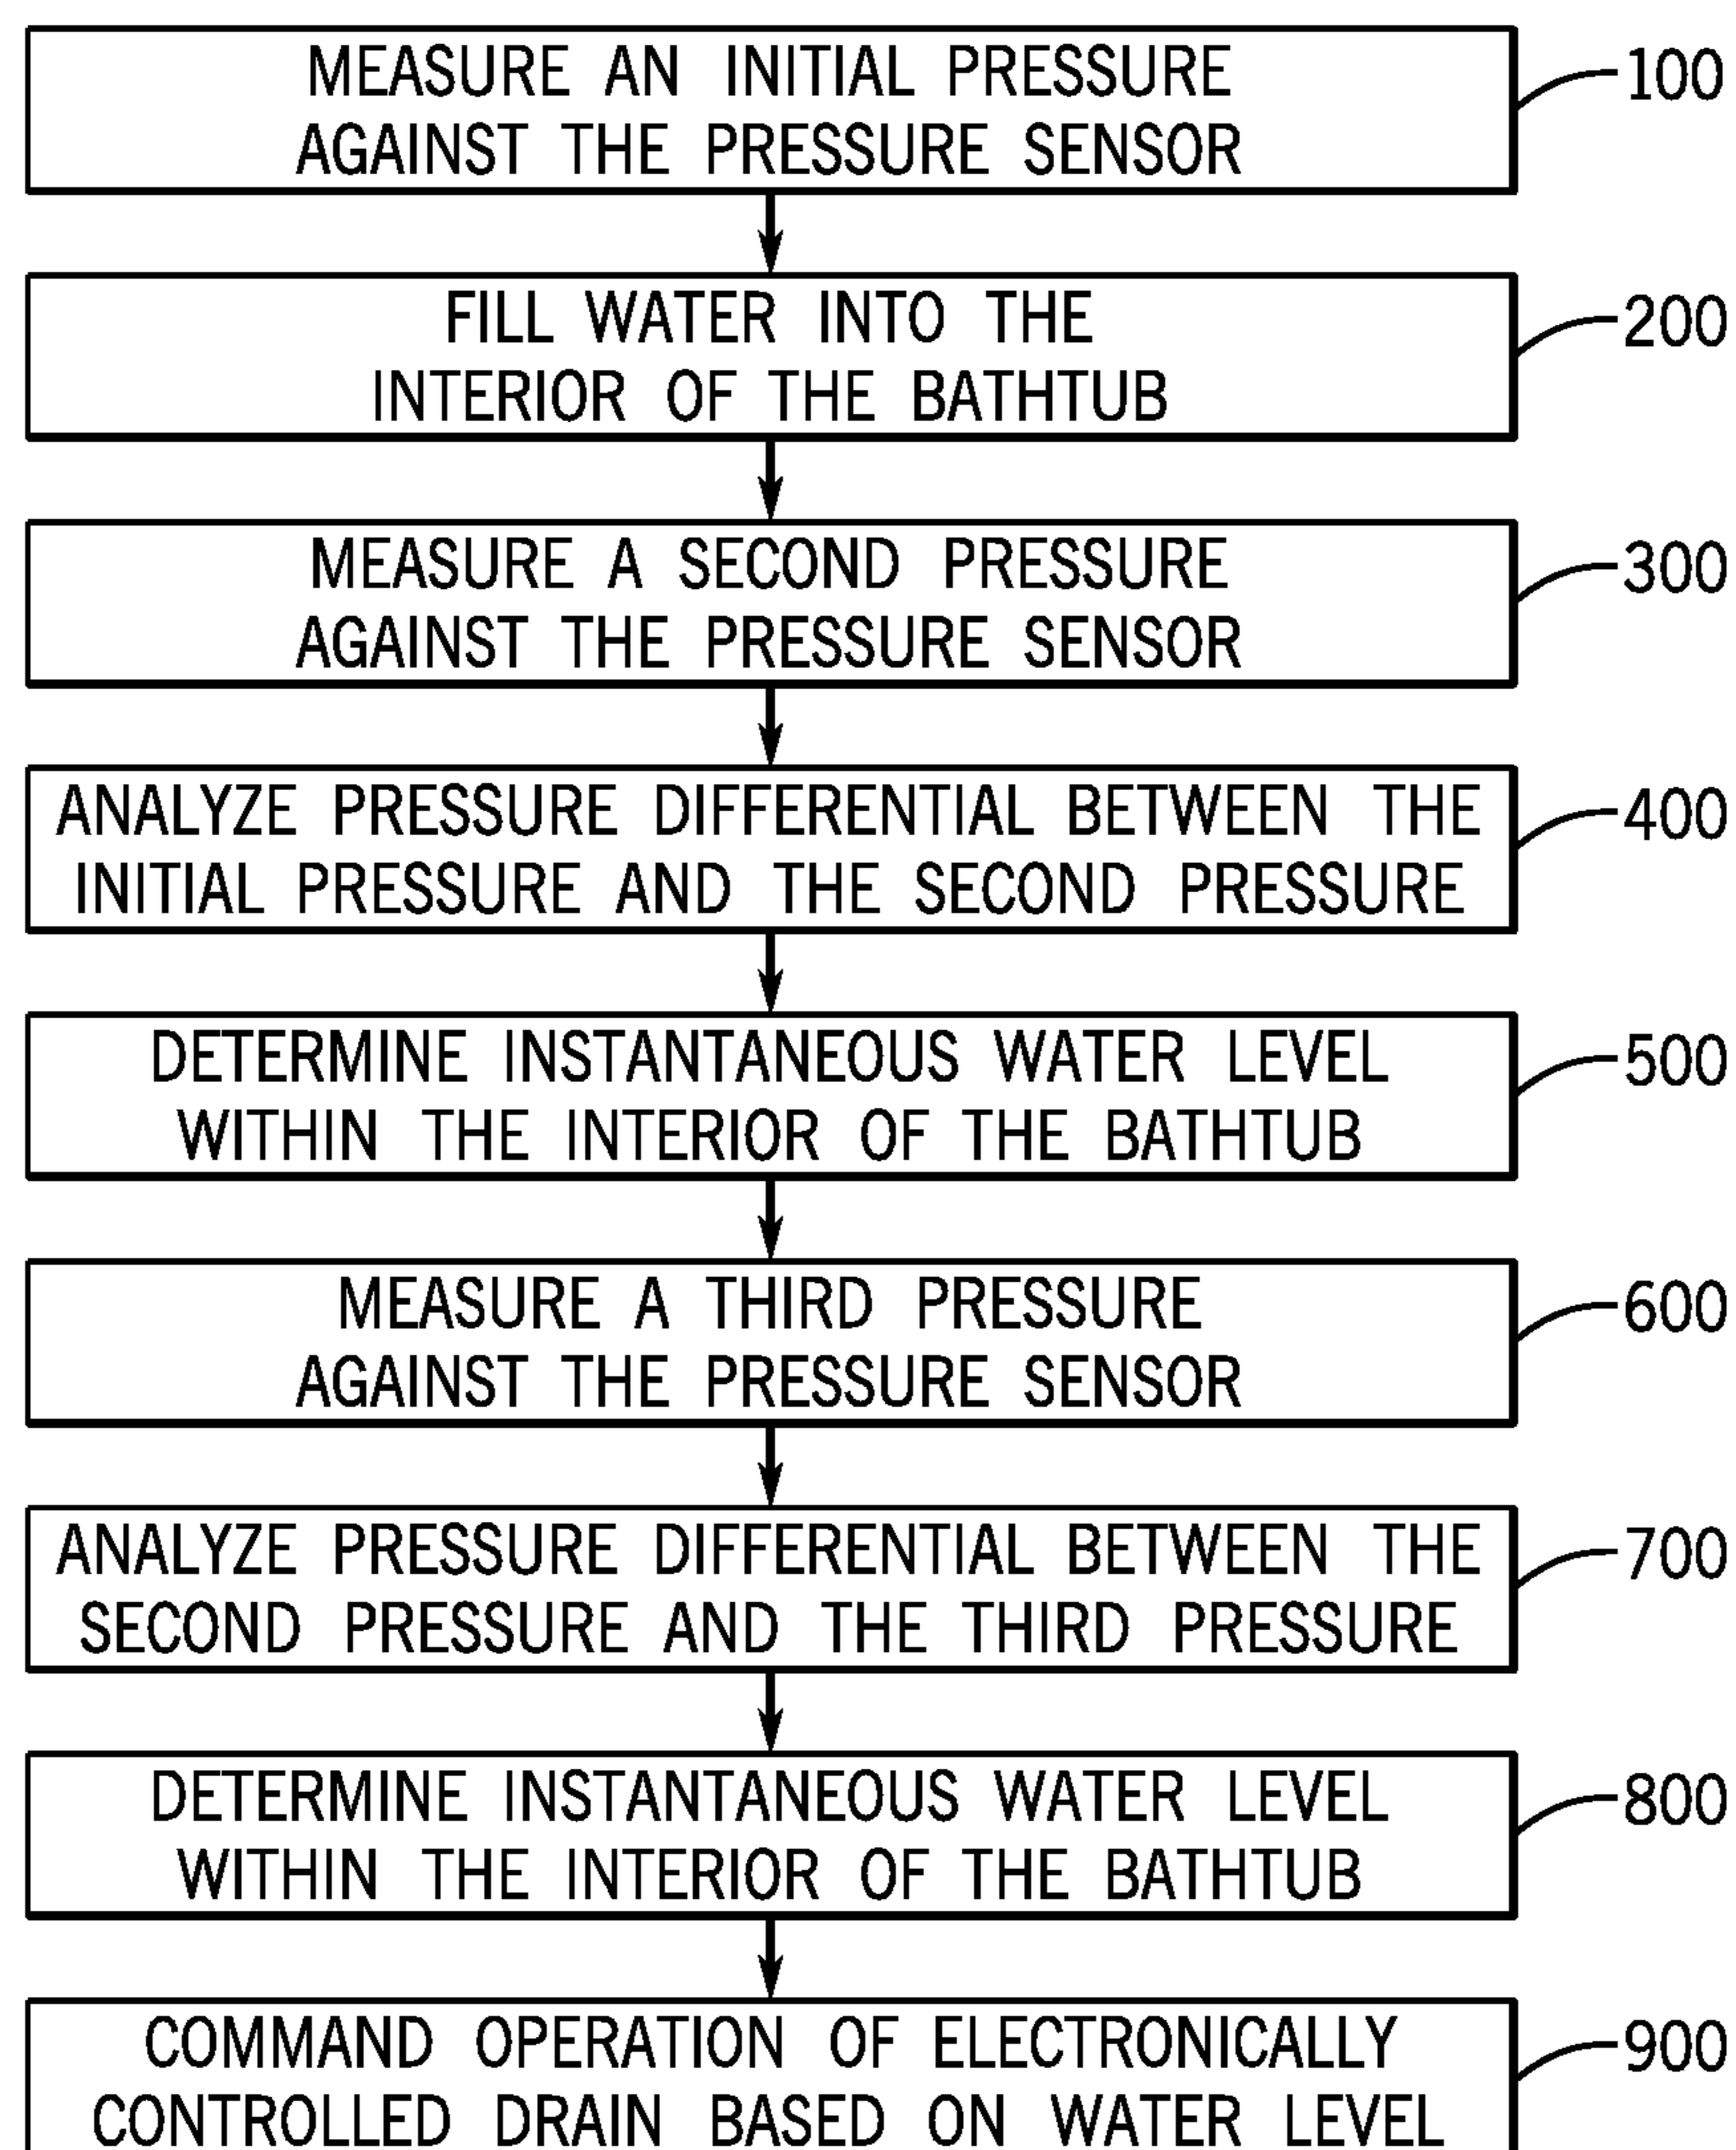 MEASURE AN INITIAL PRESSURE
AGAINST THE PRESSURE SENSOR
100
FILL WATER INTO THE
INTERIOR OF THE BATHTUB
200
MEASURE A SECOND PRESSURE
AGAINST THE PRESSURE SENSOR
300
ANALYZE PRESSURE DIFFERENTIAL BETWEEN THE
INITIAL PRESSURE AND THE SECOND PRESSURE
400
DETERMINE INSTANTANEOUS WATER LEVEL
WITHIN THE INTERIOR OF THE BATHTUB
500
MEASURE A THIRD PRESSURE
AGAINST THE PRESSURE SENSOR
600
ANALYZE PRESSURE DIFFERENTIAL BETWEEN THE
SECOND PRESSURE AND THE THIRD PRESSURE
700
DETERMINE INSTANTANEOUS WATER LEVEL
WITHIN THE INTERIOR OF THE BATHTUB
800
COMMAND OPERATION OF ELECTRONICALLY
CONTROLLED DRAIN BASED ON WATER LEVEL
900